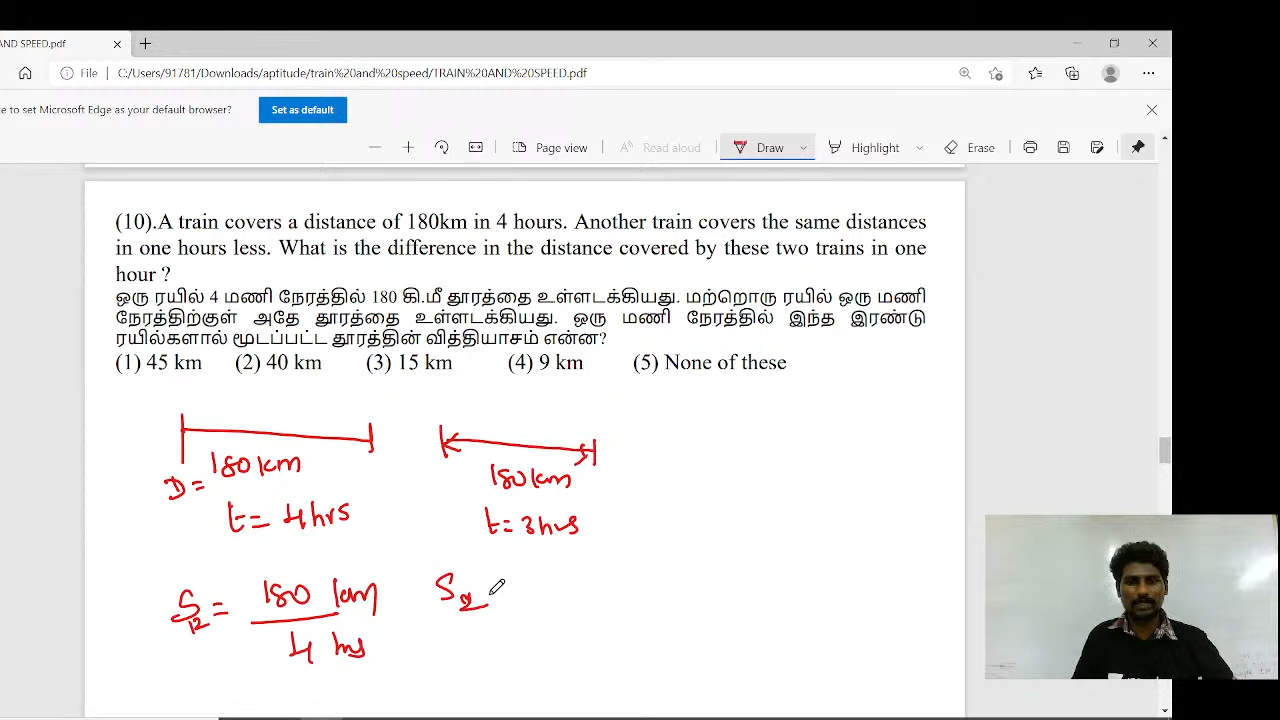 AND SPEED.pdf
File C:/Users/91781/Downloads/aptitude/train%20and%20speed/TRAIN%20AND%20SPEED.pdf
e to set Microsoft Edge as your default browser? Set as default
Page view Read aloud Draw Highlight Erase
(10).A train covers a distance of 180km in 4 hours. Another train covers the same distances
in one hours less. What is the difference in the distance covered by these two trains in one
hour ?
ஒரு ரயில் 4 மணி நேரத்தில் 180 கி.மீ தூரத்தை உள்ளடக்கியது. மற்றொரு ரயில் ஒரு மணி
நேரத்திற்குள் அதே தூரத்தை உள்ளடக்கியது. ஒரு மணி நேரத்தில் இந்த இரண்டு
ரயில்களால் மூடப்பட்ட தூரத்தின் வித்தியாசம் என்ன?
(1) 45 km (2) 40 km (3) 15 km (4) 9 km (5) None of these
D= 180 km 180 km
t= 4 hrs t= 3 hrs
S = 180 km S2
4 hrs